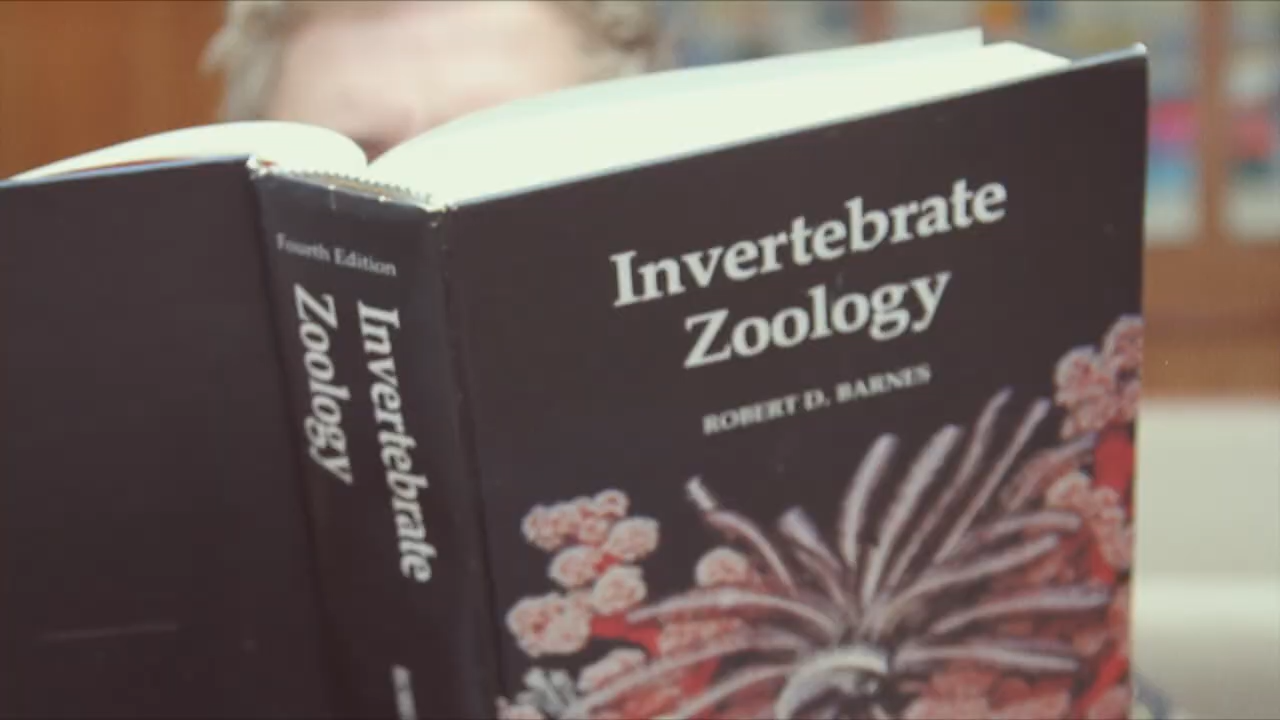 Fourth Edition
Invertebrate
Zoology
Invertebrate
Zoology
ROBERT D. BARNES